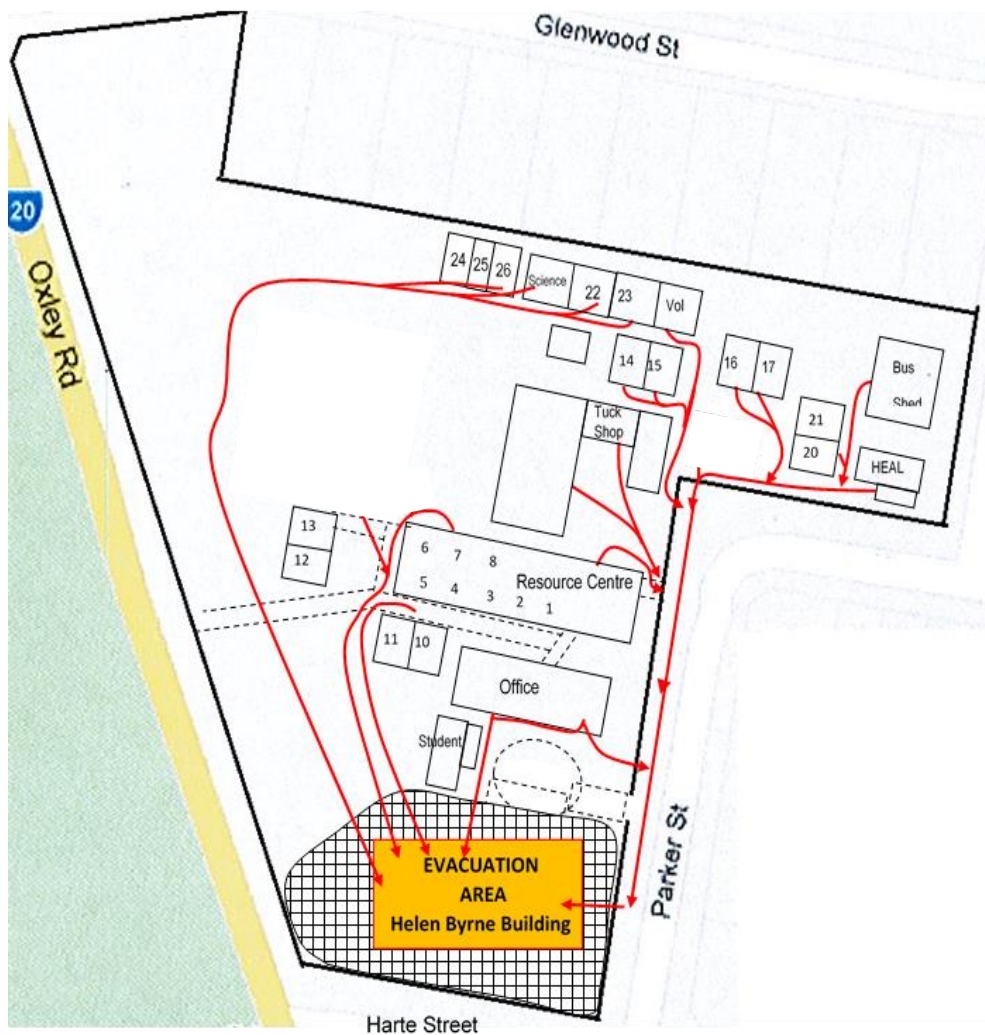 Glenwood St
20
Oxley Rd
24 25 26
Science
22 23
Vol
14 15
16 17
Bus
Shed
Tuck
Shop
21
20
HEAL
13
12
6 7 8
5 4 3 2 1
Resource Centre
11 10
Office
Student
Parker St
EVACUATION
AREA
Helen Byrne Building
Harte Street